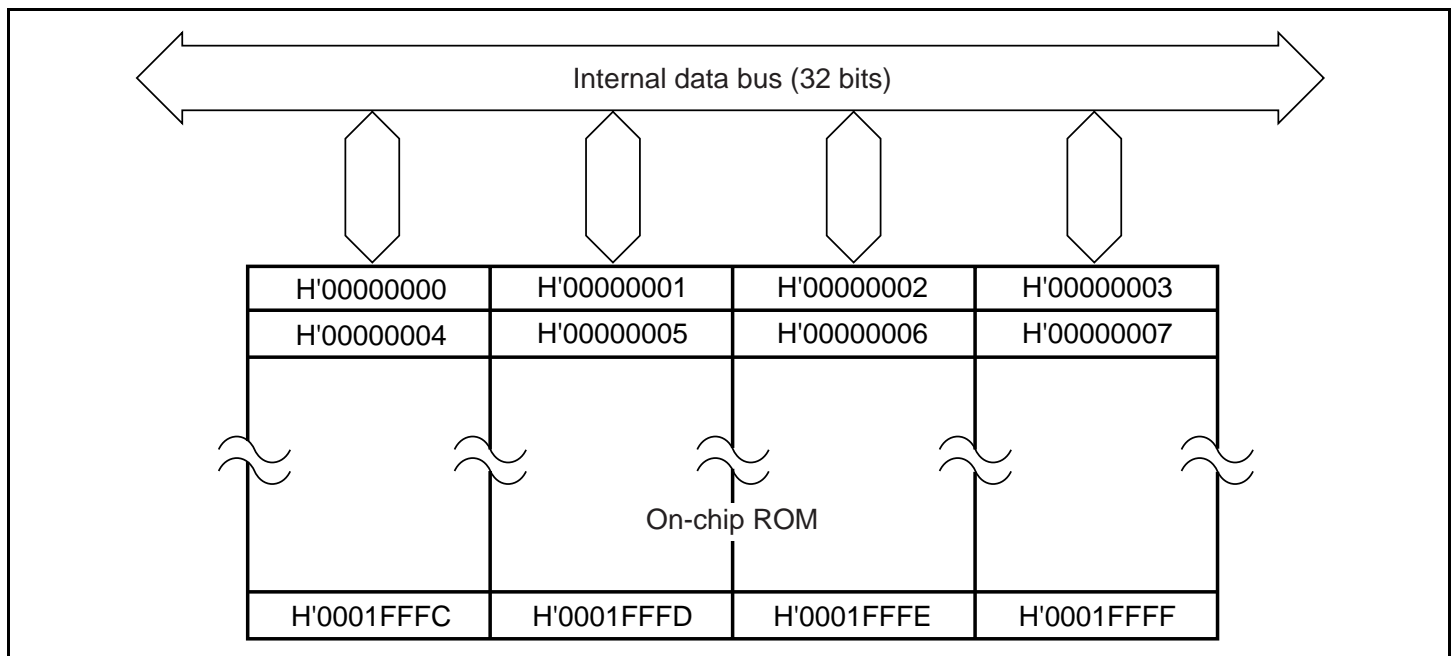 Internal data bus (32 bits)
H'00000000 H'00000001 H'00000002 H'00000003
H'00000004 H'00000005 H'00000006 H'00000007
On-chip ROM
H'0001FFFC H'0001FFFD H'0001FFFE H'0001FFFF